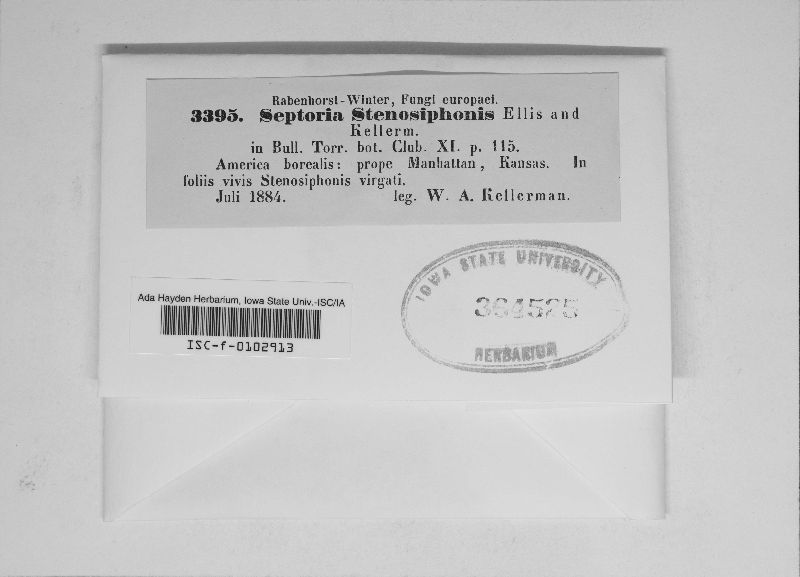 Rabenhorst-Winter, Fungi europaei.
3395. Septoria Stenosiphonis Ellis and
Kellerm.
in Bull. Torr. bot. Club. XI. p. 115.
America borealis: prope Manhattan, Kansas. In
foliis vivis Stenosiphonis virgati.
Juli 1884. leg. W. A. Kellerman.
Ada Hayden Herbarium, Iowa State Univ.-ISC/IA
ISC-f-0102913
IOWA STATE UNIVERSITY
364525
HERBARIUM